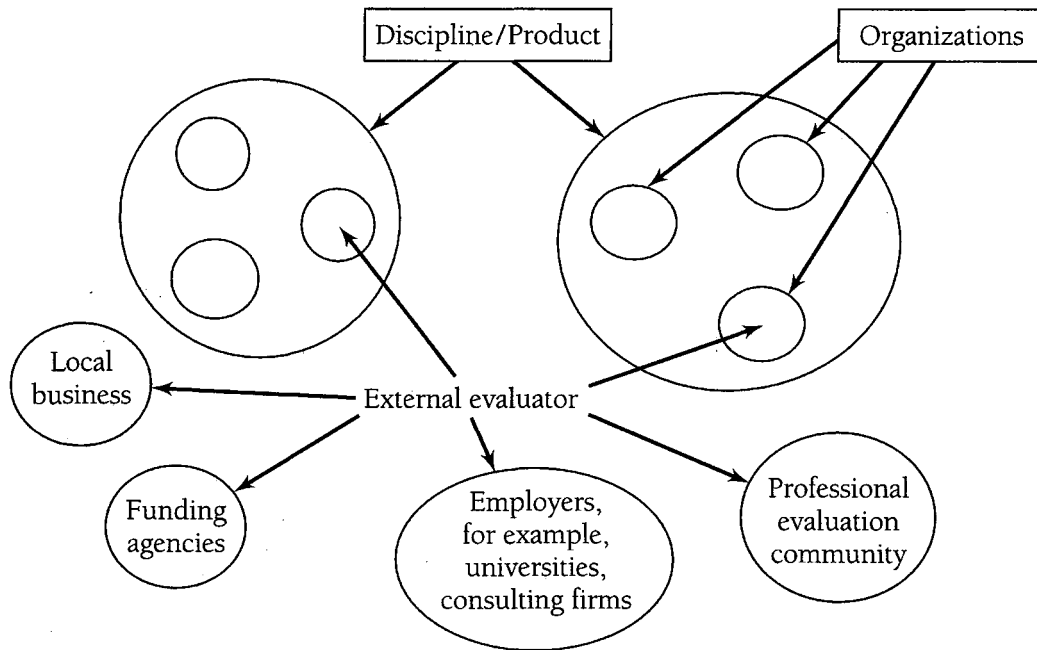 Discipline/Product
Organizations
Local
business
External evaluator
Funding
agencies
Employers,
for example,
universities,
consulting firms
Professional
evaluation
community